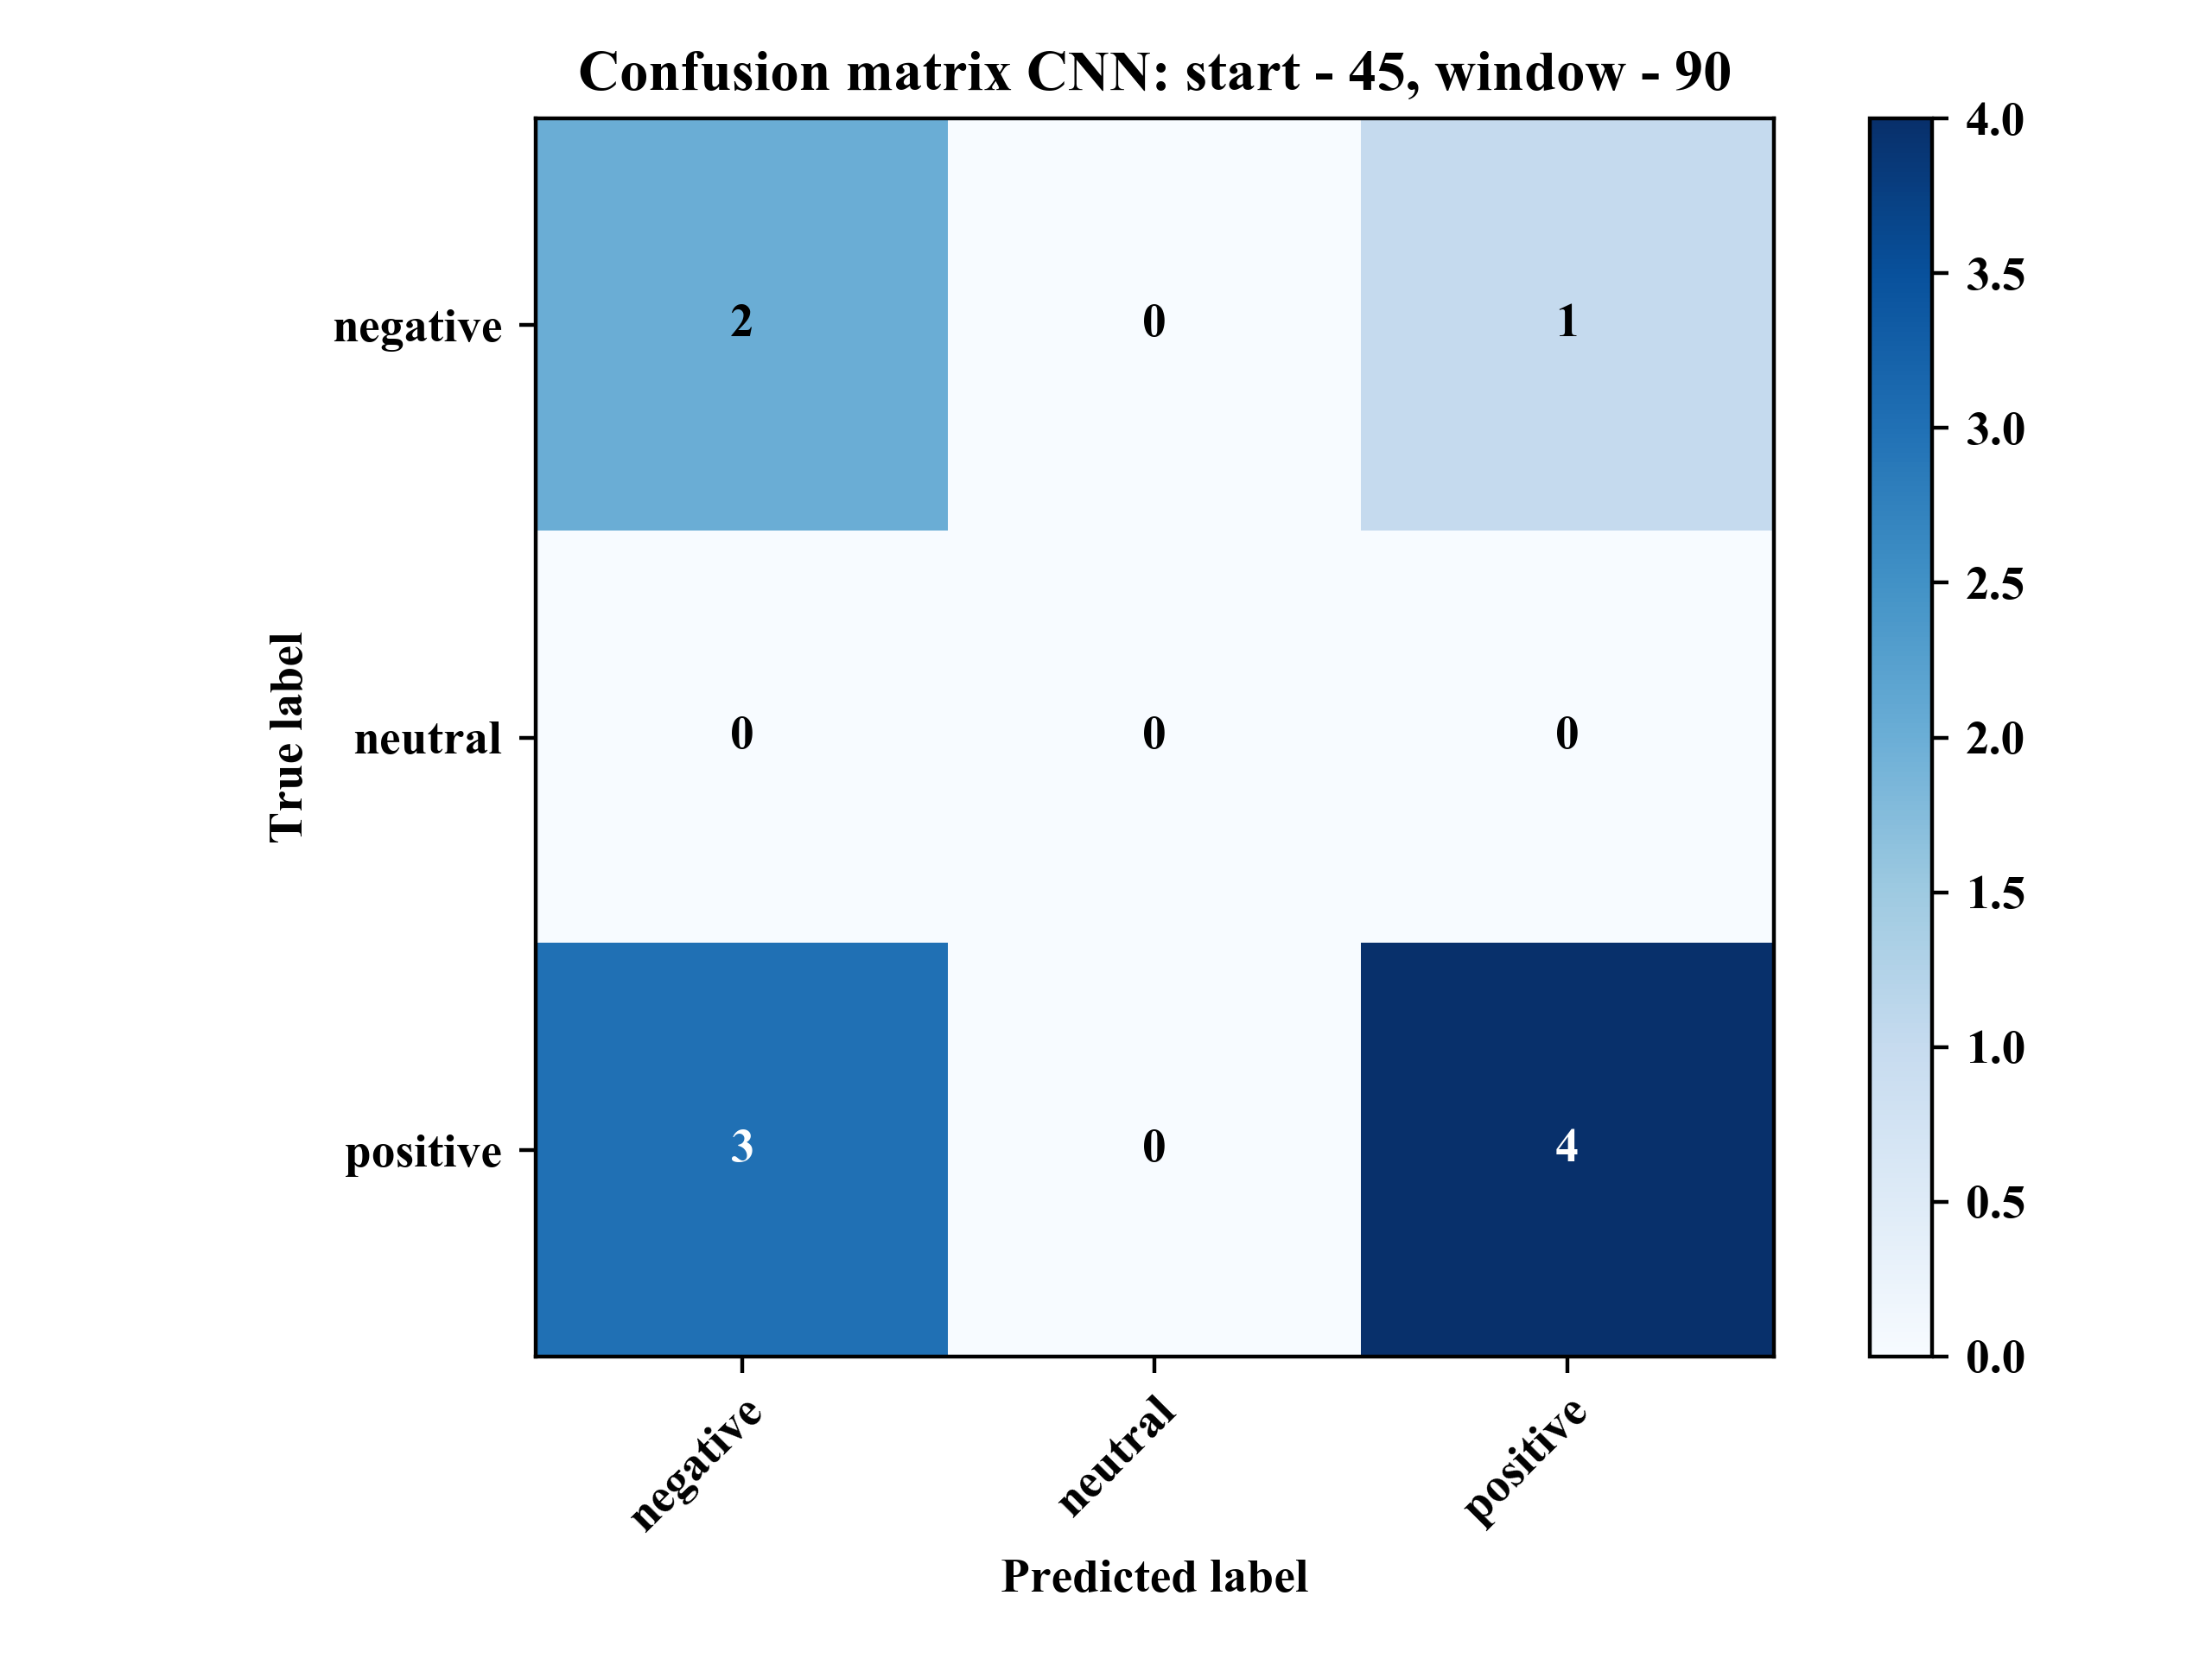 Confusion matrix CNN: start - 45, window - 90
True label
negative 2 0 1
neutral 0 0 0
positive 3 0 4
negative neutral positive
Predicted label
4.0
3.5
3.0
2.5
2.0
1.5
1.0
0.5
0.0